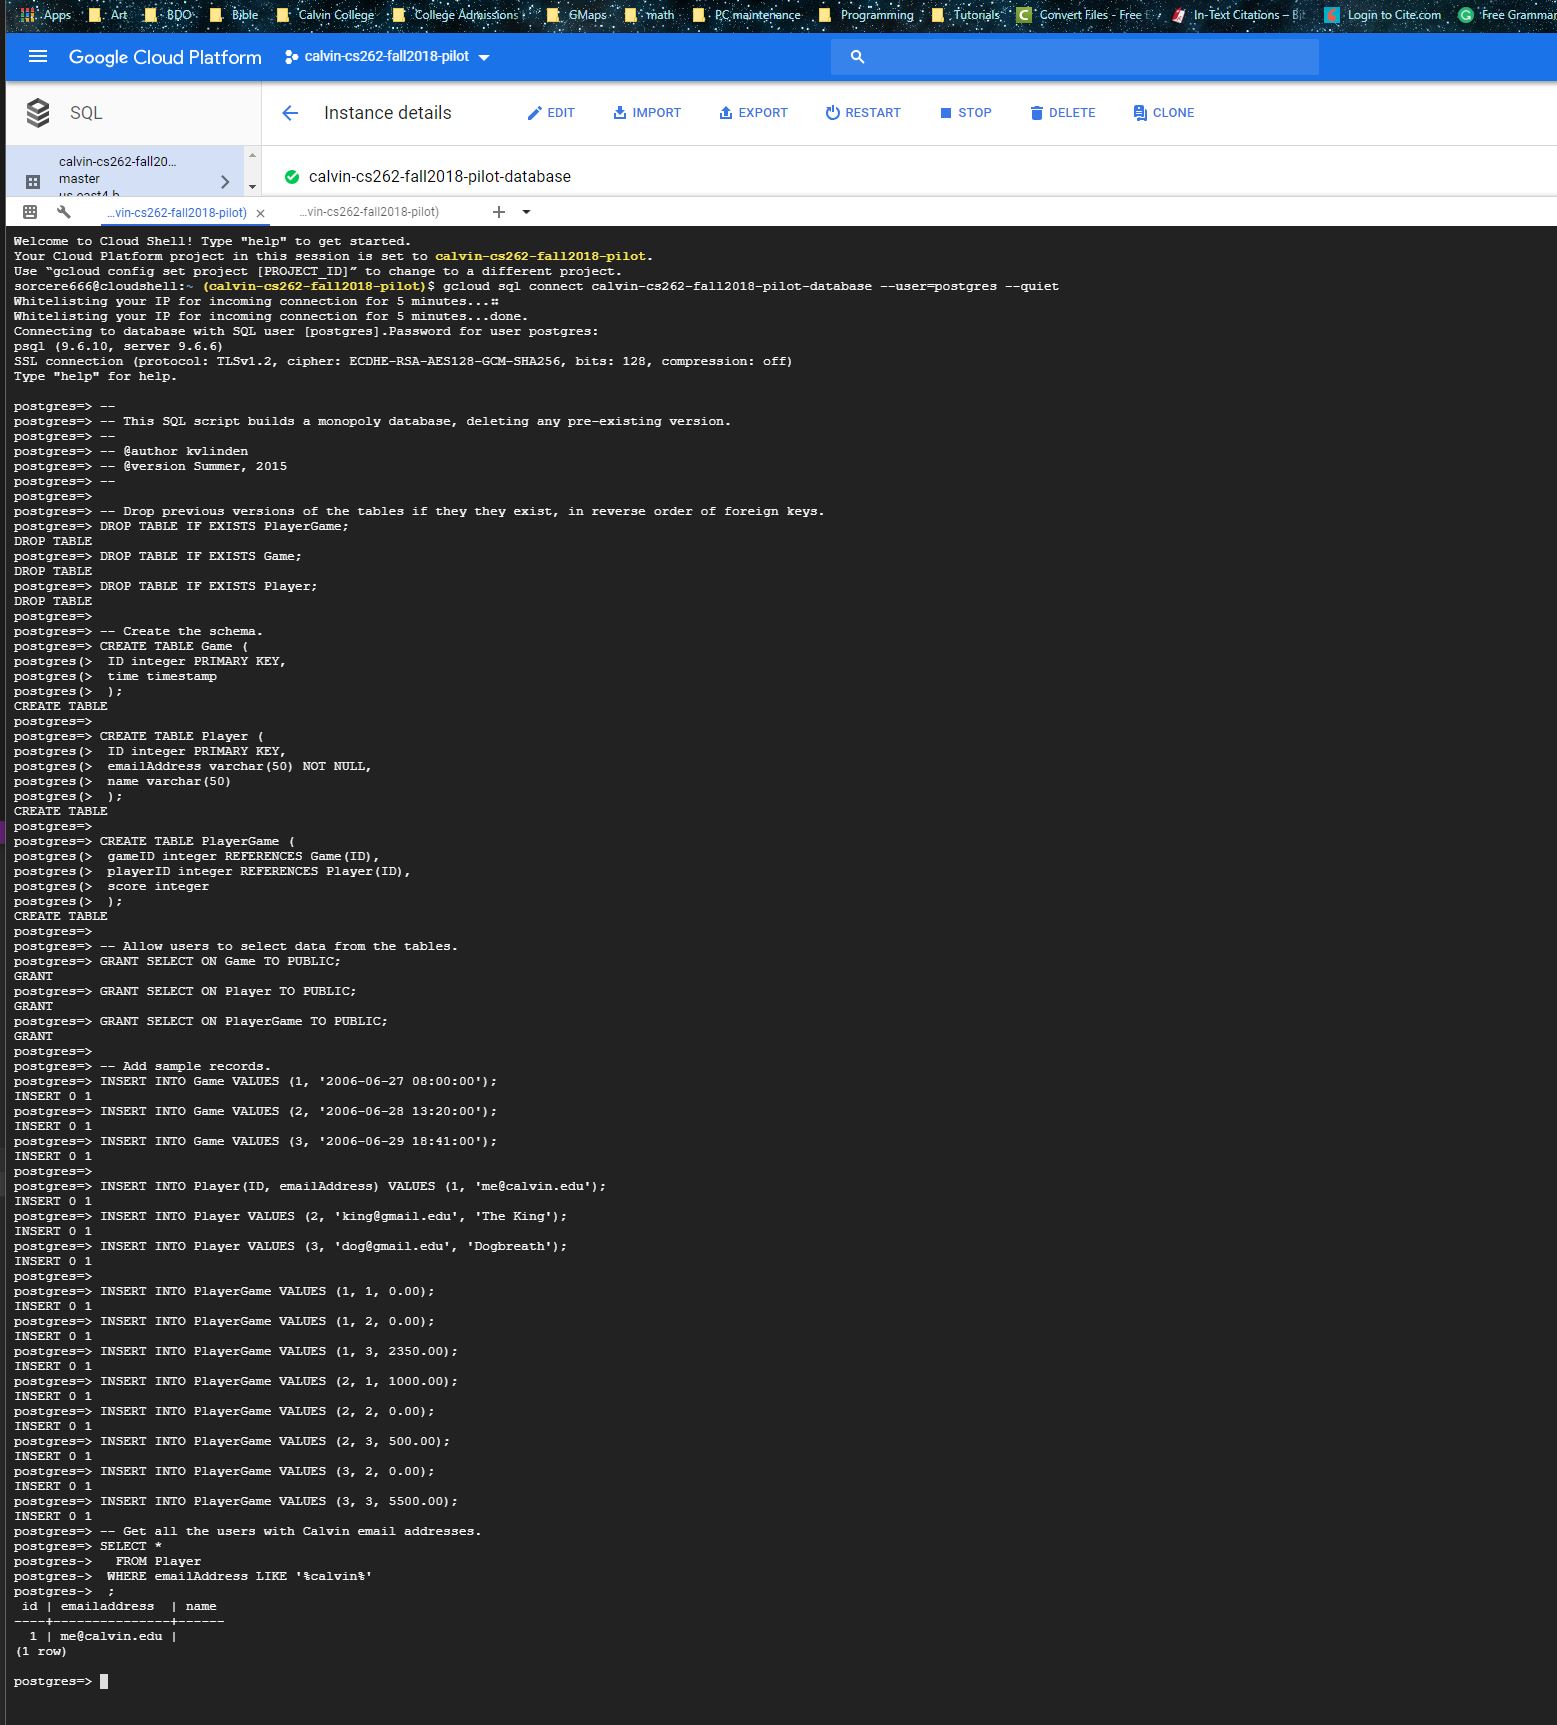 Apps Art BDO Bible Calvin College College Admissions GMaps math PC maintenance Programming Tutorials Convert Files - Free In-Text Citations – Login to Cite.com Free Grammar
Google Cloud Platform calvin-cs262-fall2018-pilot
SQL Instance details EDIT IMPORT EXPORT RESTART STOP DELETE CLONE
calvin-cs262-fall20...
master
us-east4-b
calvin-cs262-fall2018-pilot-database
...vin-cs262-fall2018-pilot) × ...vin-cs262-fall2018-pilot) +
Welcome to Cloud Shell! Type "help" to get started.
Your Cloud Platform project in this session is set to calvin-cs262-fall2018-pilot.
Use “gcloud config set project [PROJECT_ID]” to change to a different project.
sorcere666@cloudshell:~ (calvin-cs262-fall2018-pilot)$ gcloud sql connect calvin-cs262-fall2018-pilot-database --user=postgres --quiet
Whitelisting your IP for incoming connection for 5 minutes...⠶
Whitelisting your IP for incoming connection for 5 minutes...done.
Connecting to database with SQL user [postgres].Password for user postgres:
psql (9.6.10, server 9.6.6)
SSL connection (protocol: TLSv1.2, cipher: ECDHE-RSA-AES128-GCM-SHA256, bits: 128, compression: off)
Type "help" for help.
postgres=> --
postgres=> -- This SQL script builds a monopoly database, deleting any pre-existing version.
postgres=> --
postgres=> -- @author kvlinden
postgres=> -- @version Summer, 2015
postgres=> --
postgres=>
postgres=> -- Drop previous versions of the tables if they they exist, in reverse order of foreign keys.
postgres=> DROP TABLE IF EXISTS PlayerGame;
DROP TABLE
postgres=> DROP TABLE IF EXISTS Game;
DROP TABLE
postgres=> DROP TABLE IF EXISTS Player;
DROP TABLE
postgres=>
postgres=> -- Create the schema.
postgres=> CREATE TABLE Game (
postgres(>  ID integer PRIMARY KEY,
postgres(>  time timestamp
postgres(>  );
CREATE TABLE
postgres=>
postgres=> CREATE TABLE Player (
postgres(>  ID integer PRIMARY KEY,
postgres(>  emailAddress varchar(50) NOT NULL,
postgres(>  name varchar(50)
postgres(>  );
CREATE TABLE
postgres=>
postgres=> CREATE TABLE PlayerGame (
postgres(>  gameID integer REFERENCES Game(ID),
postgres(>  playerID integer REFERENCES Player(ID),
postgres(>  score integer
postgres(>  );
CREATE TABLE
postgres=>
postgres=> -- Allow users to select data from the tables.
postgres=> GRANT SELECT ON Game TO PUBLIC;
GRANT
postgres=> GRANT SELECT ON Player TO PUBLIC;
GRANT
postgres=> GRANT SELECT ON PlayerGame TO PUBLIC;
GRANT
postgres=>
postgres=> -- Add sample records.
postgres=> INSERT INTO Game VALUES (1, '2006-06-27 08:00:00');
INSERT 0 1
postgres=> INSERT INTO Game VALUES (2, '2006-06-28 13:20:00');
INSERT 0 1
postgres=> INSERT INTO Game VALUES (3, '2006-06-29 18:41:00');
INSERT 0 1
postgres=>
postgres=> INSERT INTO Player(ID, emailAddress) VALUES (1, 'me@calvin.edu');
INSERT 0 1
postgres=> INSERT INTO Player VALUES (2, 'king@gmail.edu', 'The King');
INSERT 0 1
postgres=> INSERT INTO Player VALUES (3, 'dog@gmail.edu', 'Dogbreath');
INSERT 0 1
postgres=>
postgres=> INSERT INTO PlayerGame VALUES (1, 1, 0.00);
INSERT 0 1
postgres=> INSERT INTO PlayerGame VALUES (1, 2, 0.00);
INSERT 0 1
postgres=> INSERT INTO PlayerGame VALUES (1, 3, 2350.00);
INSERT 0 1
postgres=> INSERT INTO PlayerGame VALUES (2, 1, 1000.00);
INSERT 0 1
postgres=> INSERT INTO PlayerGame VALUES (2, 2, 0.00);
INSERT 0 1
postgres=> INSERT INTO PlayerGame VALUES (2, 3, 500.00);
INSERT 0 1
postgres=> INSERT INTO PlayerGame VALUES (3, 2, 0.00);
INSERT 0 1
postgres=> INSERT INTO PlayerGame VALUES (3, 3, 5500.00);
INSERT 0 1
postgres=> -- Get all the users with Calvin email addresses.
postgres=> SELECT *
postgres->   FROM Player
postgres->  WHERE emailAddress LIKE '%calvin%'
postgres->  ;
 id | emailaddress  | name
----+---------------+------
  1 | me@calvin.edu |
(1 row)
postgres=>